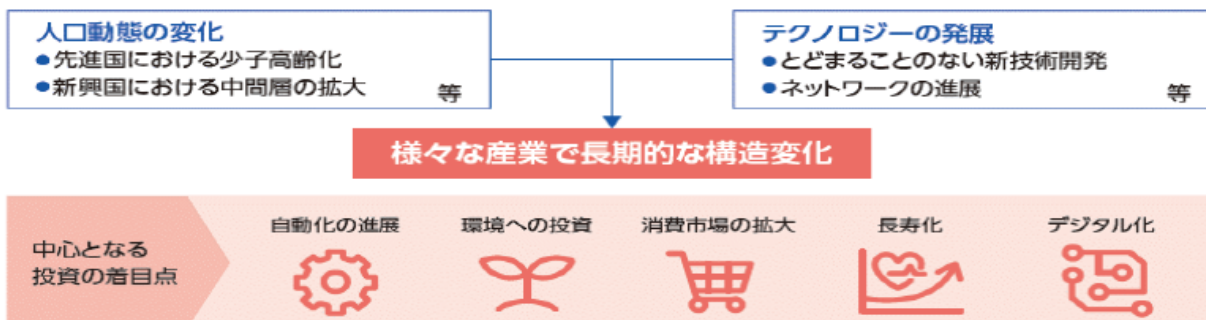 人口動態の変化
●先進国における少子高齢化
●新興国における中間層の拡大
等
テクノロジーの発展
●とどまることのない新技術開発
●ネットワークの進展
等
様々な産業で長期的な構造変化
中心となる
投資の着目点
自動化の進展
環境への投資
消費市場の拡大
長寿化
デジタル化